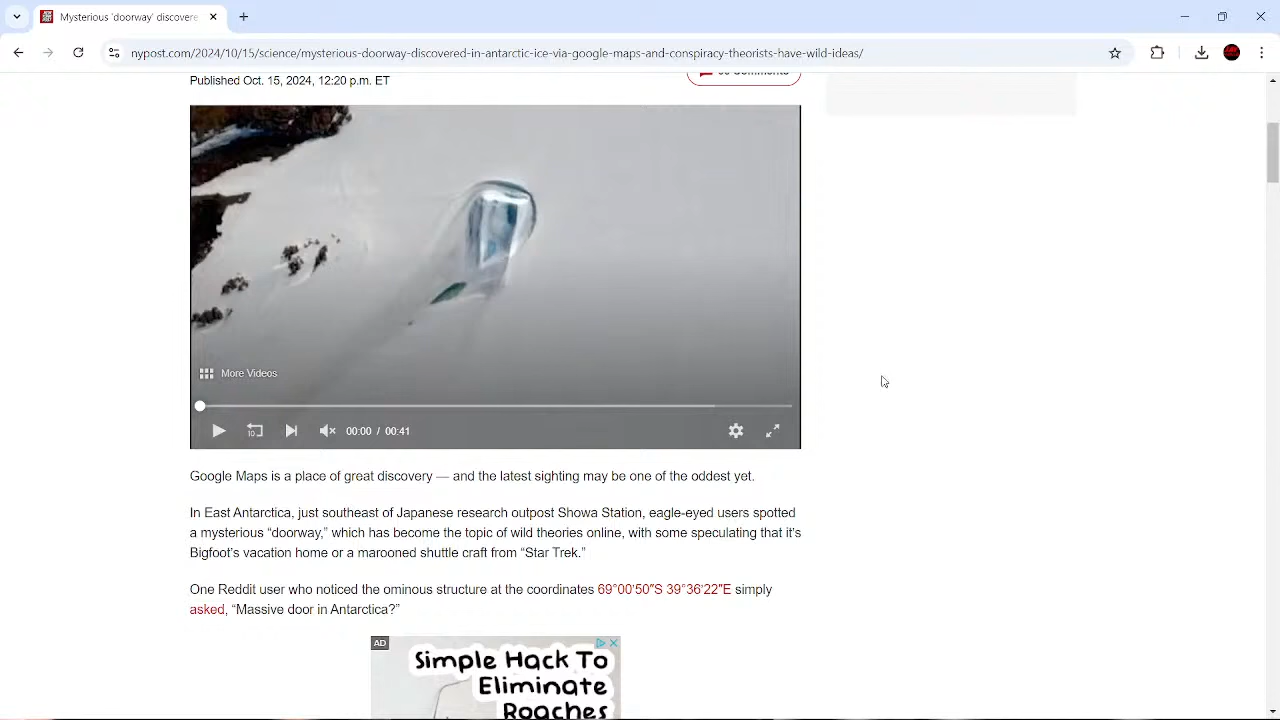 Mysterious 'doorway' discovere
nypost.com/2024/10/15/science/mysterious-doorway-discovered-in-antarctic-ice-via-google-maps-and-conspiracy-theorists-have-wild-ideas/
Published Oct. 15, 2024, 12:20 p.m. ET
Comments
More Videos
10
00:00 / 00:41
Google Maps is a place of great discovery — and the latest sighting may be one of the oddest yet.
In East Antarctica, just southeast of Japanese research outpost Showa Station, eagle-eyed users spotted
a mysterious “doorway,” which has become the topic of wild theories online, with some speculating that it’s
Bigfoot’s vacation home or a marooned shuttle craft from “Star Trek.”
One Reddit user who noticed the ominous structure at the coordinates 69°00’50”S 39°36’22”E simply
asked, “Massive door in Antarctica?”
AD
Simple Hack To
Eliminate
Roaches